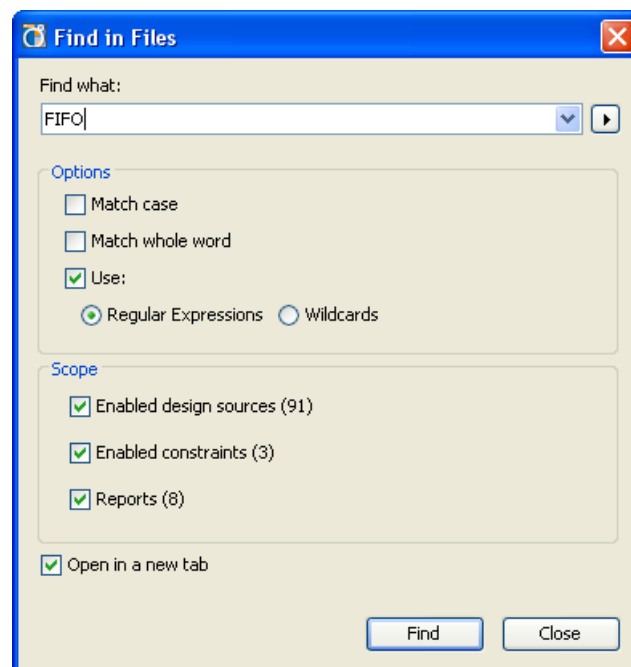 Find in Files
Find what:
FIFO
Options
Match case
Match whole word
Use:
Regular Expressions Wildcards
Scope
Enabled design sources (91)
Enabled constraints (3)
Reports (8)
Open in a new tab
Find Close